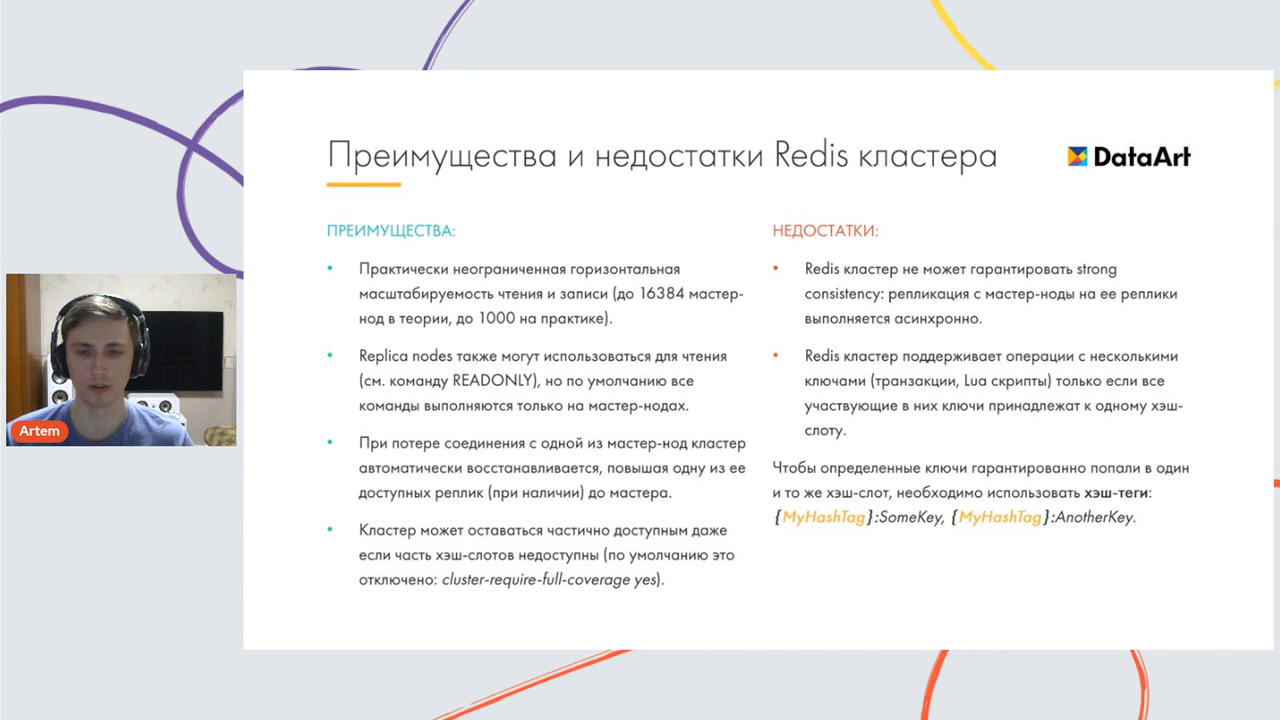 Преимущества и недостатки Redis кластера
DataArt
ПРЕИМУЩЕСТВА:
• Практически неограниченная горизонтальная
масштабируемость чтения и записи (до 16384 мастер-
нод в теории, до 1000 на практике).
• Replica nodes также могут использоваться для чтения
(см. команду READONLY), но по умолчанию все
команды выполняются только на мастер-нодах.
• При потере соединения с одной из мастер-нод кластер
автоматически восстанавливается, повышая одну из ее
доступных реплик (при наличии) до мастера.
• Кластер может оставаться частично доступным даже
если часть хэш-слотов недоступны (по умолчанию это
отключено: cluster-require-full-coverage yes).
НЕДОСТАТКИ:
• Redis кластер не может гарантировать strong
consistency: репликация с мастер-ноды на ее реплики
выполняется асинхронно.
• Redis кластер поддерживает операции с несколькими
ключами (транзакции, Lua скрипты) только если все
участвующие в них ключи принадлежат к одному хэш-
слоту.
Чтобы определенные ключи гарантированно попали в один
и то же хэш-слот, необходимо использовать хэш-теги:
{MyHashTag}:SomeKey, {MyHashTag}:AnotherKey.
Artem